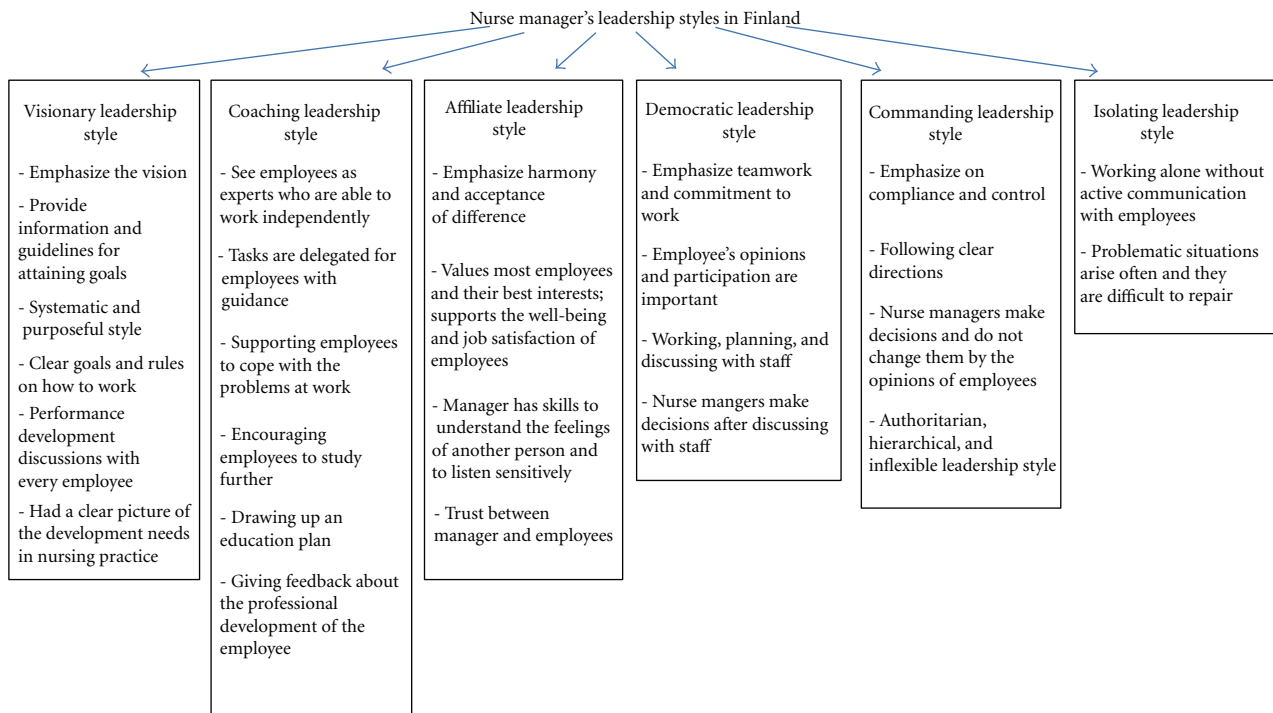 Nurse manager's leadership styles in Finland
Visionary leadership
style
- Emphasize the vision
- Provide
information and
guidelines for
attaining goals
- Systematic and
purposeful style
- Clear goals and rules
on how to work
- Performance
development
discussions with
every employee
- Had a clear picture of
the development needs
in nursing practice
Coaching leadership
style
- See employees as
experts who are able to
work independently
- Tasks are delegated for
employees with
guidance
- Supporting employees
to cope with the
problems at work
- Encouraging
employees to study
further
- Drawing up an
education plan
- Giving feedback about
the professional
development of the
employee
Affiliate leadership
style
- Emphasize harmony
and acceptance
of difference
- Values most employees
and their best interests;
supports the well-being
and job satisfaction of
employees
- Manager has skills to
understand the feelings
of another person and
to listen sensitively
- Trust between
manager and employees
Democratic leadership
style
- Emphasize teamwork
and commitment to
work
- Employee's opinions
and participation are
important
- Working, planning, and
discussing with staff
- Nurse mangers make
decisions after discussing
with staff
Commanding leadership
style
- Emphasize on
compliance and control
- Following clear
directions
- Nurse managers make
decisions and do not
change them by the
opinions of employees
- Authoritarian,
hierarchical, and
inflexible leadership style
Isolating leadership
style
- Working alone without
active communication
with employees
- Problematic situations
arise often and they
are difficult to repair